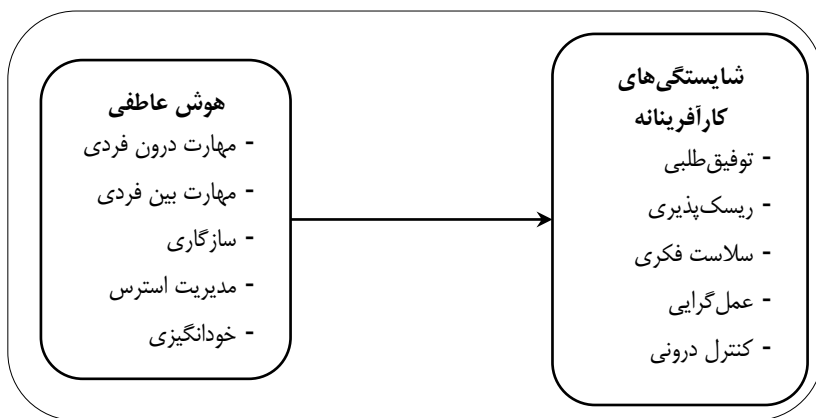 هوش عاطفی
- مهارت درون فردی
- مهارت بین فردی
- سازگاری
- مدیریت استرس
- خودانگیزی
شایستگی‌های
کارآفرینانه
- توفیق‌طلبی
- ریسک‌پذیری
- سلاست فکری
- عمل‌گرایی
- کنترل درونی